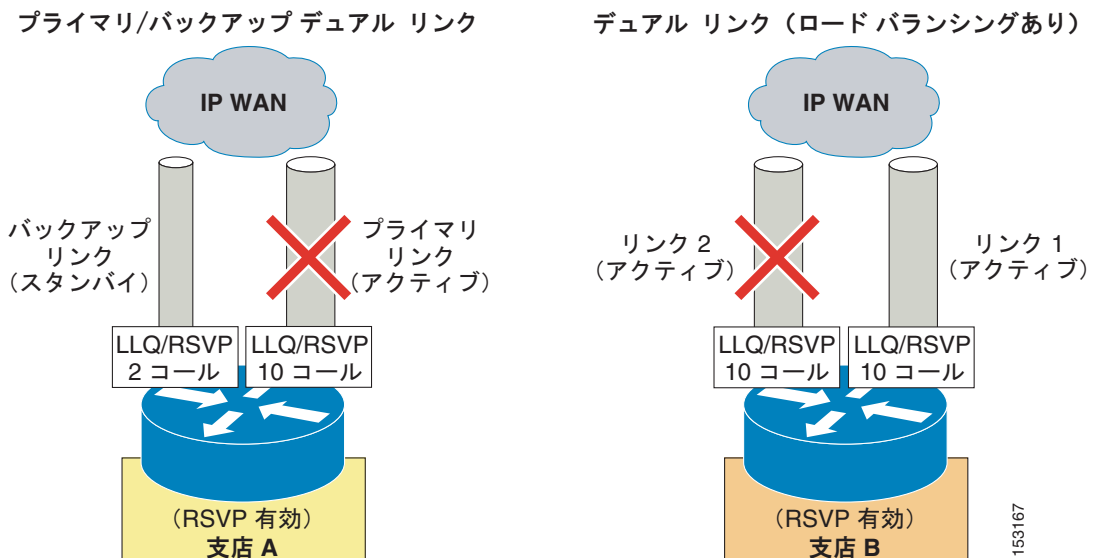 プライマリ/バックアップ デュアル リンク
IP WAN
バックアップ
リンク
（スタンバイ）
プライマリ
リンク
（アクティブ）
LLQ/RSVP
2 コール
LLQ/RSVP
10 コール
（RSVP 有効）
支店 A
デュアル リンク（ロード バランシングあり）
IP WAN
リンク 2
（アクティブ）
リンク 1
（アクティブ）
LLQ/RSVP
10 コール
LLQ/RSVP
10 コール
（RSVP 有効）
支店 B
153167